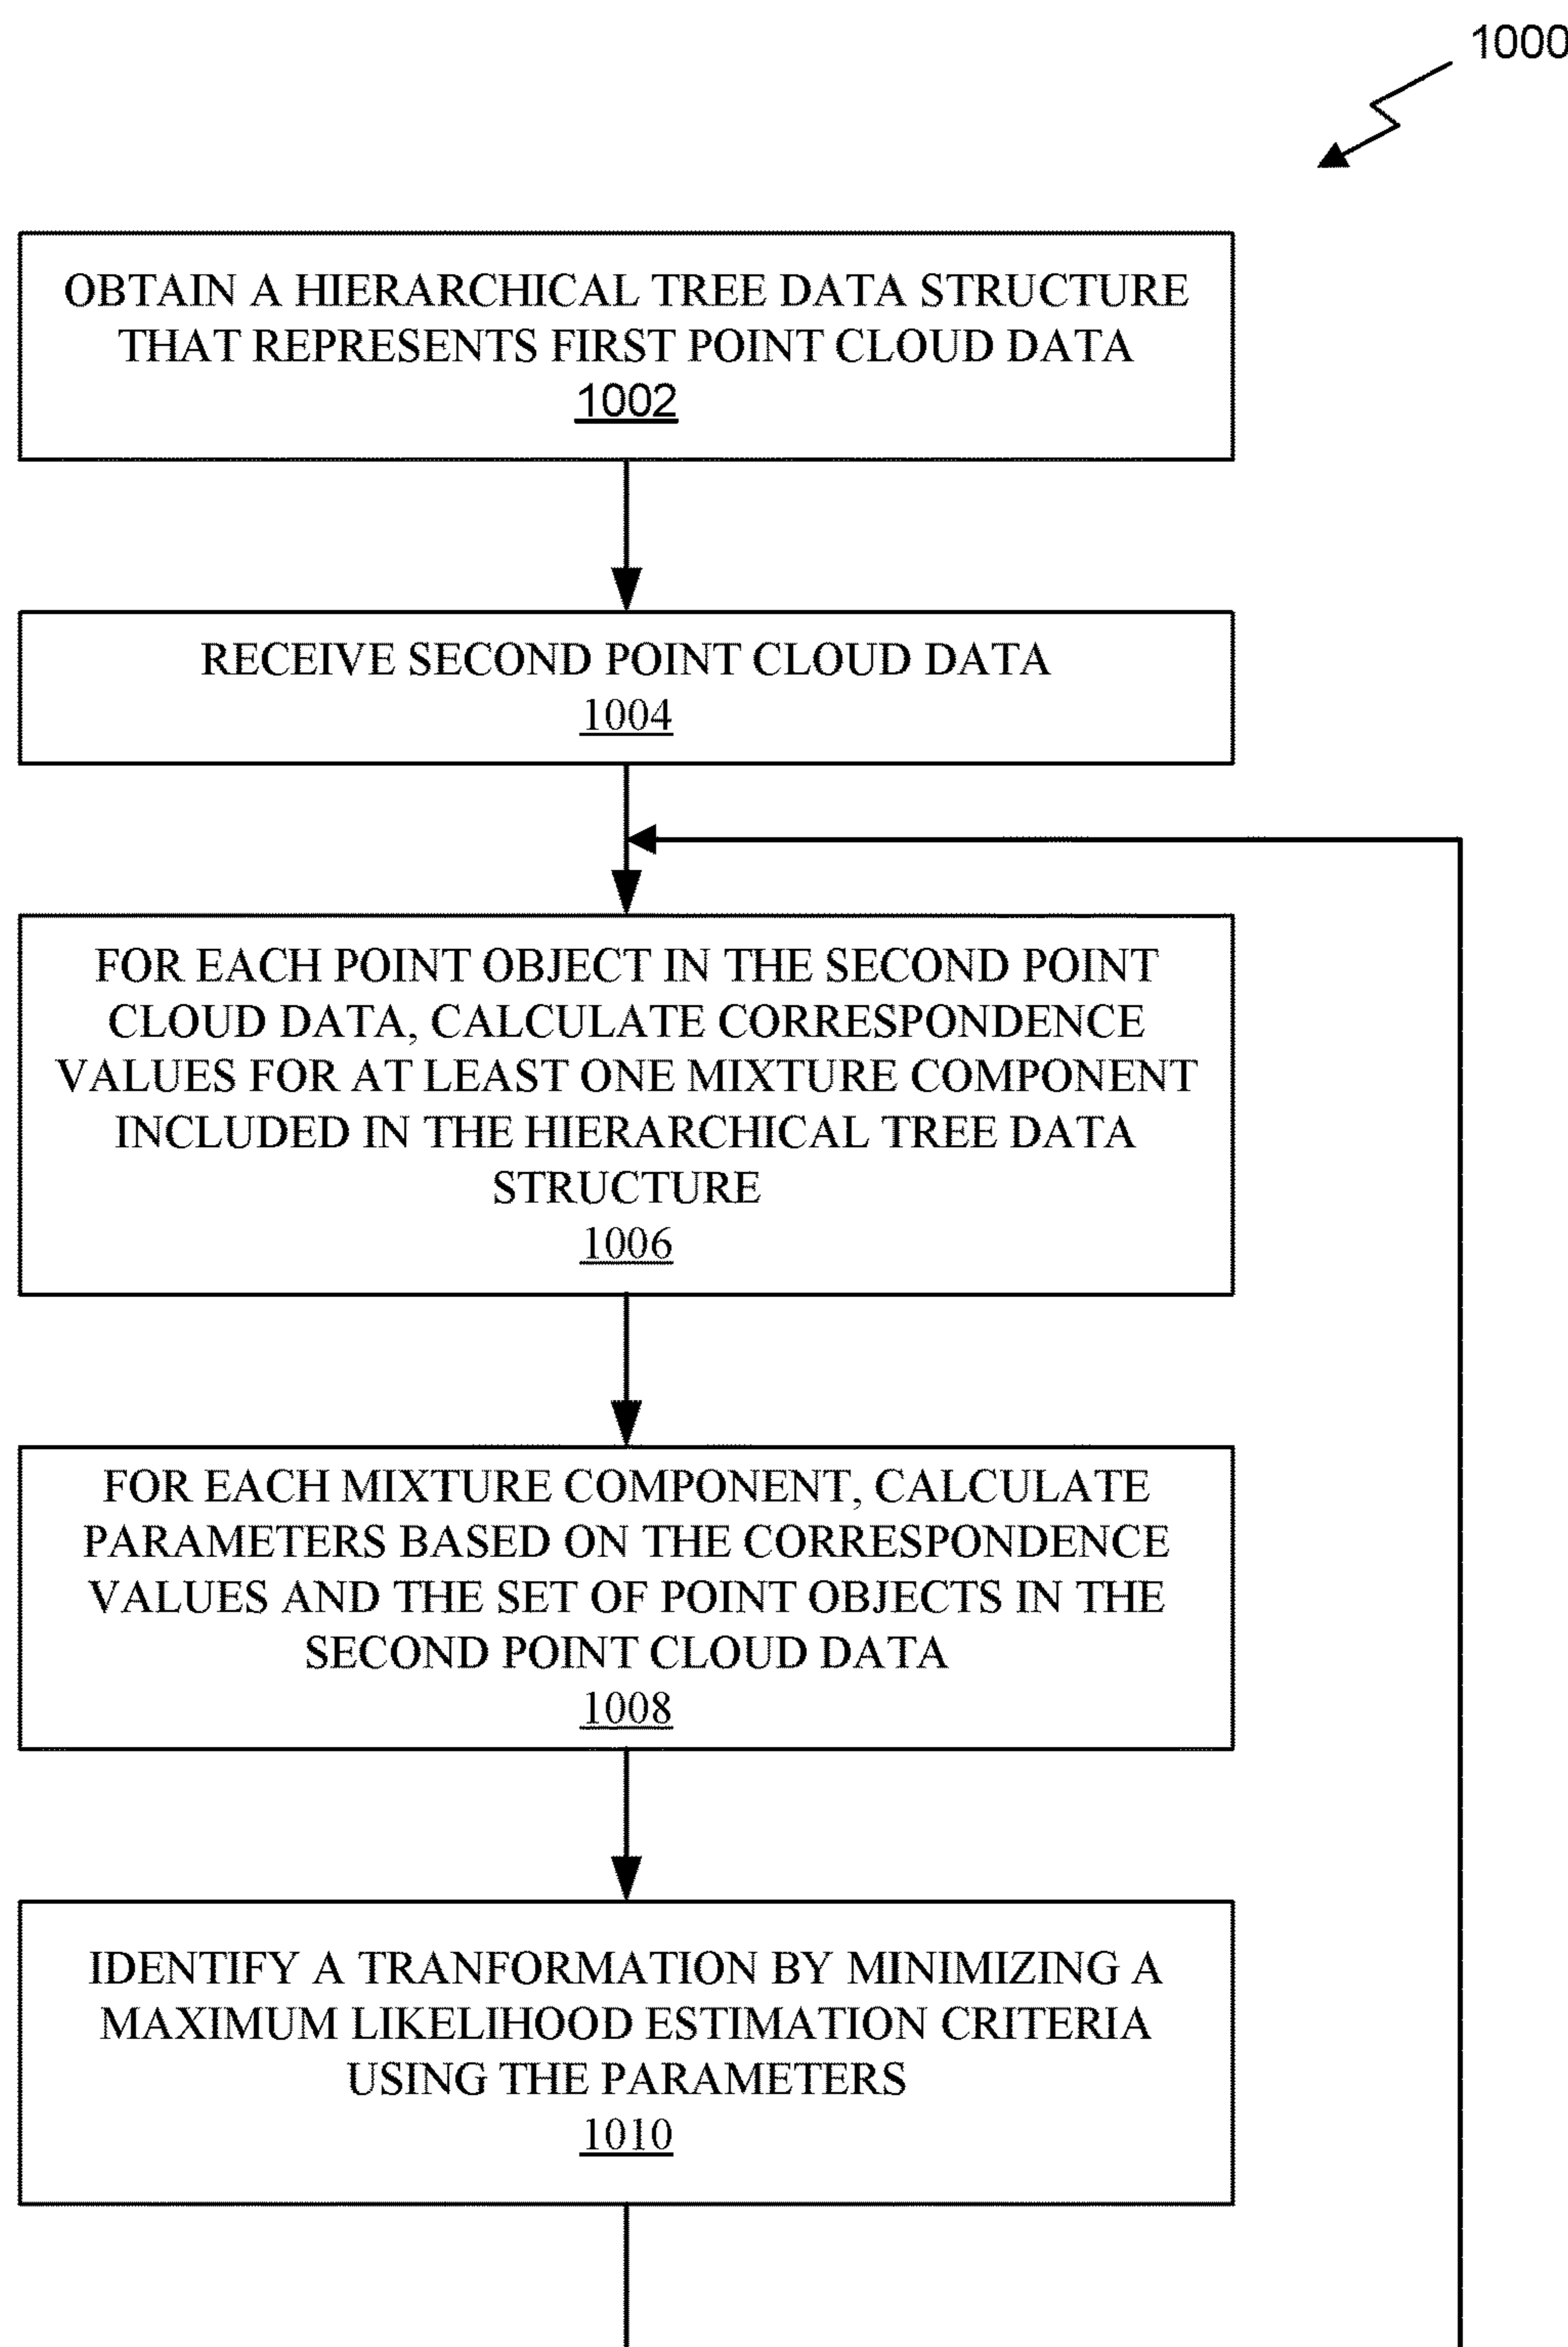 1000
OBTAIN A HIERARCHICAL TREE DATA STRUCTURE
THAT REPRESENTS FIRST POINT CLOUD DATA
1002
RECEIVE SECOND POINT CLOUD DATA
1004
FOR EACH POINT OBJECT IN THE SECOND POINT
CLOUD DATA, CALCULATE CORRESPONDENCE
VALUES FOR AT LEAST ONE MIXTURE COMPONENT
INCLUDED IN THE HIERARCHICAL TREE DATA
STRUCTURE
1006
FOR EACH MIXTURE COMPONENT, CALCULATE
PARAMETERS BASED ON THE CORRESPONDENCE
VALUES AND THE SET OF POINT OBJECTS IN THE
SECOND POINT CLOUD DATA
1008
IDENTIFY A TRANFORMATION BY MINIMIZING A
MAXIMUM LIKELIHOOD ESTIMATION CRITERIA
USING THE PARAMETERS
1010